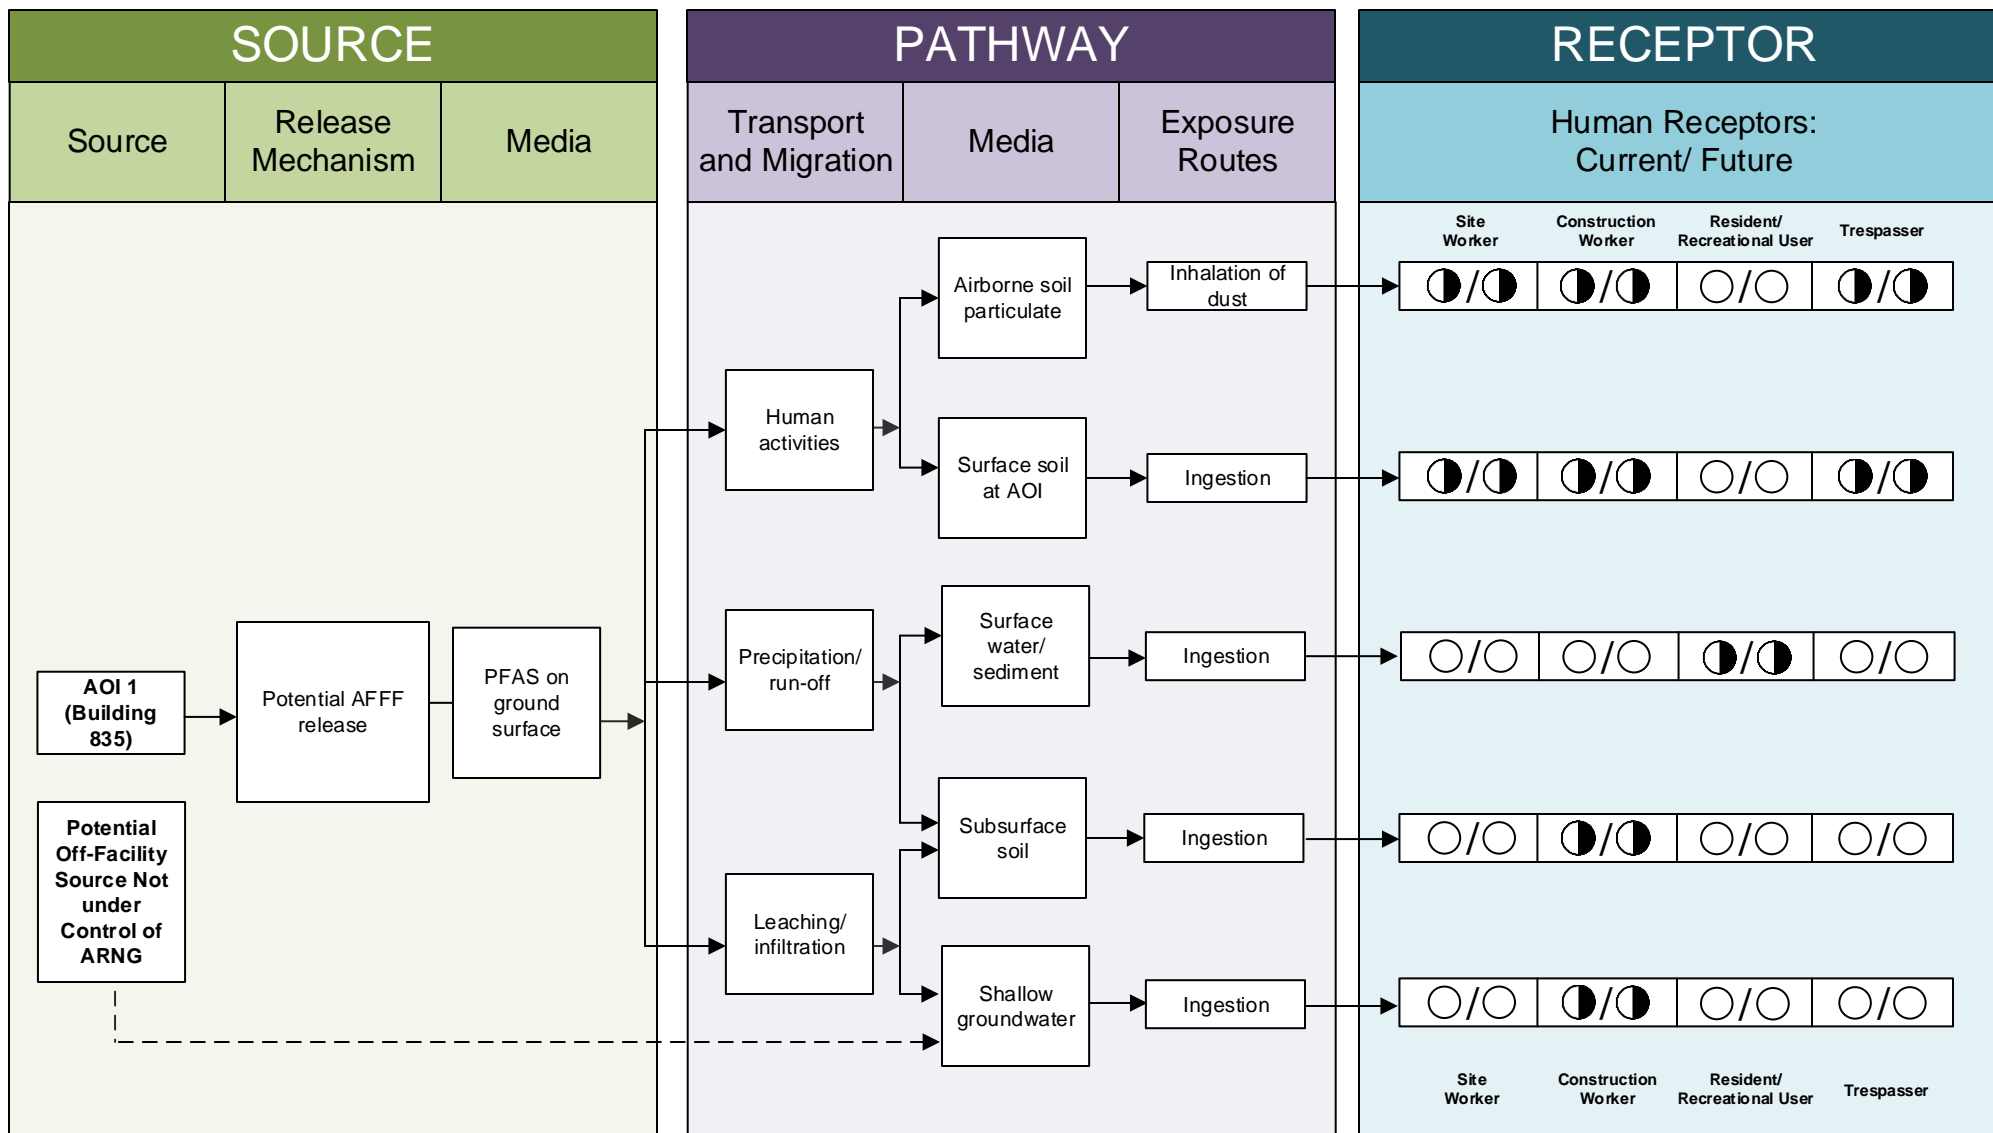 SOURCE
PATHWAY
RECEPTOR
Source
Release
Mechanism
Media
Transport
and Migration
Media
Exposure
Routes
Human Receptors:
Current/ Future
Site
Worker
Construction
Worker
Resident/
Recreational User
Trespasser
Airborne soil
particulate
Inhalation of
dust
/
/
/
/
Human
activities
Surface soil
at AOI
Ingestion
/
/
/
/
AOI 1
(Building
835)
Potential AFFF
release
PFAS on
ground
surface
Precipitation/
run-off
Surface
water/
sediment
Ingestion
/
/
/
/
Potential
Off-Facility
Source Not
under
Control of
ARNG
Subsurface
soil
Ingestion
/
/
/
/
Leaching/
infiltration
Shallow
groundwater
Ingestion
/
/
/
/
Site
Worker
Construction
Worker
Resident/
Recreational User
Trespasser